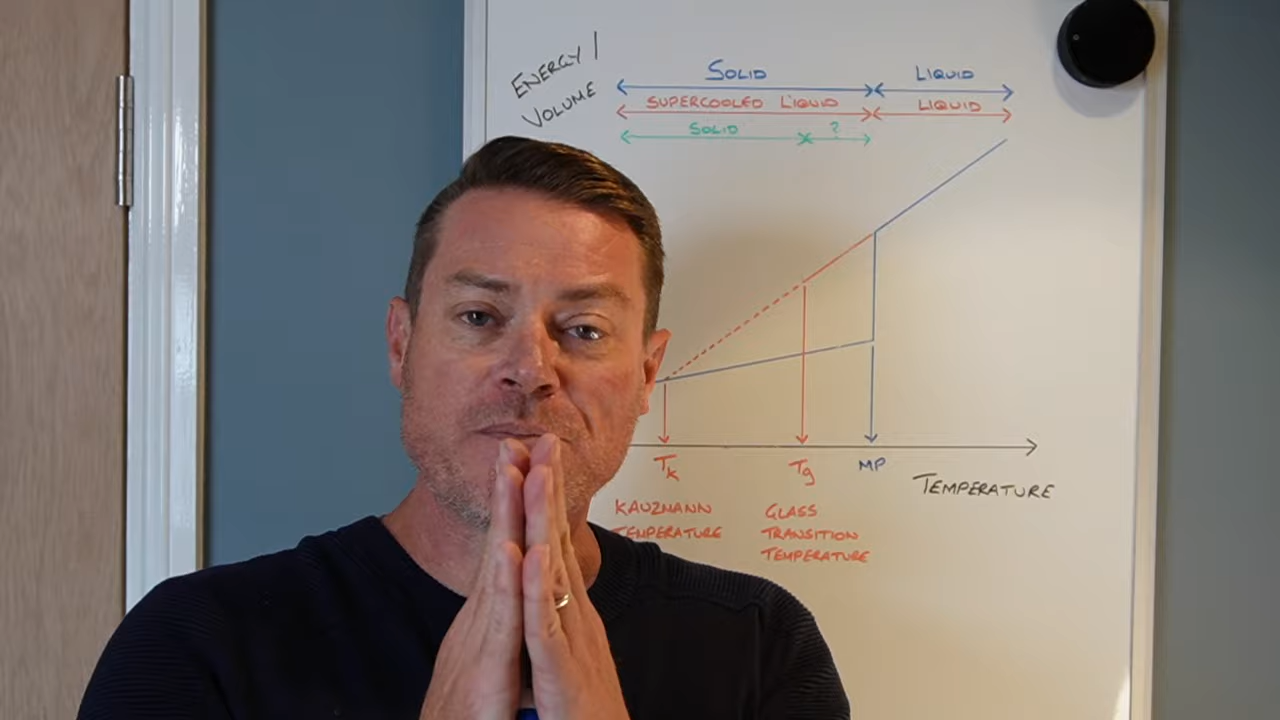 ENERGY/
VOLUME
SOLID LIQUID
SUPERCOOLED LIQUID LIQUID
SOLID ?
Tk Tg MP
TEMPERATURE
KAUZMANN
TEMPERATURE
GLASS
TRANSITION
TEMPERATURE